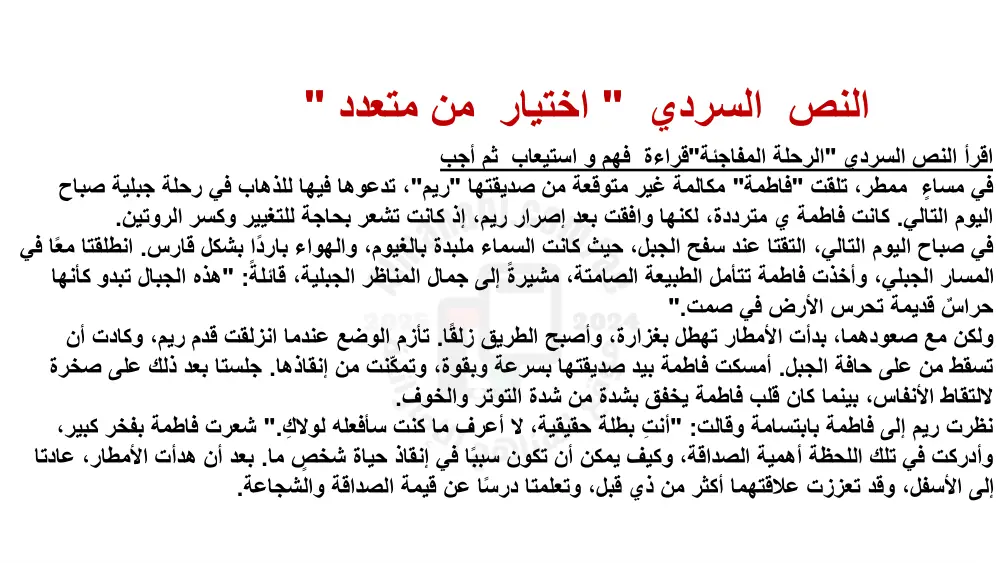 النص السردي " اختيار من متعدد "
اقرأ النص السردي "الرحلة المفاجئة"قراءة فهم و استيعاب ثم أجب
في مساءٍ ممطر، تلقت "فاطمة" مكالمة غير متوقعة من صديقتها "ريم"، تدعوها فيها للذهاب في رحلة جبلية صباح
اليوم التالي. كانت فاطمة ي مترددة، لكنها وافقت بعد إصرار ريم، إذ كانت تشعر بحاجة للتغيير وكسر الروتين.
في صباح اليوم التالي، التقتا عند سفح الجبل، حيث كانت السماء ملبدة بالغيوم، والهواء باردًا بشكل قارس. انطلقتا معًا في
المسار الجبلي، وأخذت فاطمة تتأمل الطبيعة الصامتة، مشيرةً إلى جمال المناظر الجبلية، قائلةً: "هذه الجبال تبدو كأنها
حراسٌ قديمة تحرس الأرض في صمت."
ولكن مع صعودهما، بدأت الأمطار تهطل بغزارة، وأصبح الطريق زلقًا. تأزم الوضع عندما انزلقت قدم ريم، وكادت أن
تسقط من على حافة الجبل. أمسكت فاطمة بيد صديقتها بسرعة وبقوة، وتمكّنت من إنقاذها. جلستا بعد ذلك على صخرة
لالتقاط الأنفاس، بينما كان قلب فاطمة يخفق بشدة من شدة التوتر والخوف.
نظرت ريم إلى فاطمة بابتسامة وقالت: "أنتِ بطلة حقيقية، لا أعرف ما كنت سأفعله لولاكِ." شعرت فاطمة بفخر كبير،
وأدركت في تلك اللحظة أهمية الصداقة، وكيف يمكن أن تكون سببًا في إنقاذ حياة شخصٍ ما. بعد أن هدأت الأمطار، عادتا
إلى الأسفل، وقد تعززت علاقتهما أكثر من ذي قبل، وتعلمتا درسًا عن قيمة الصداقة والشجاعة.
2025
2024